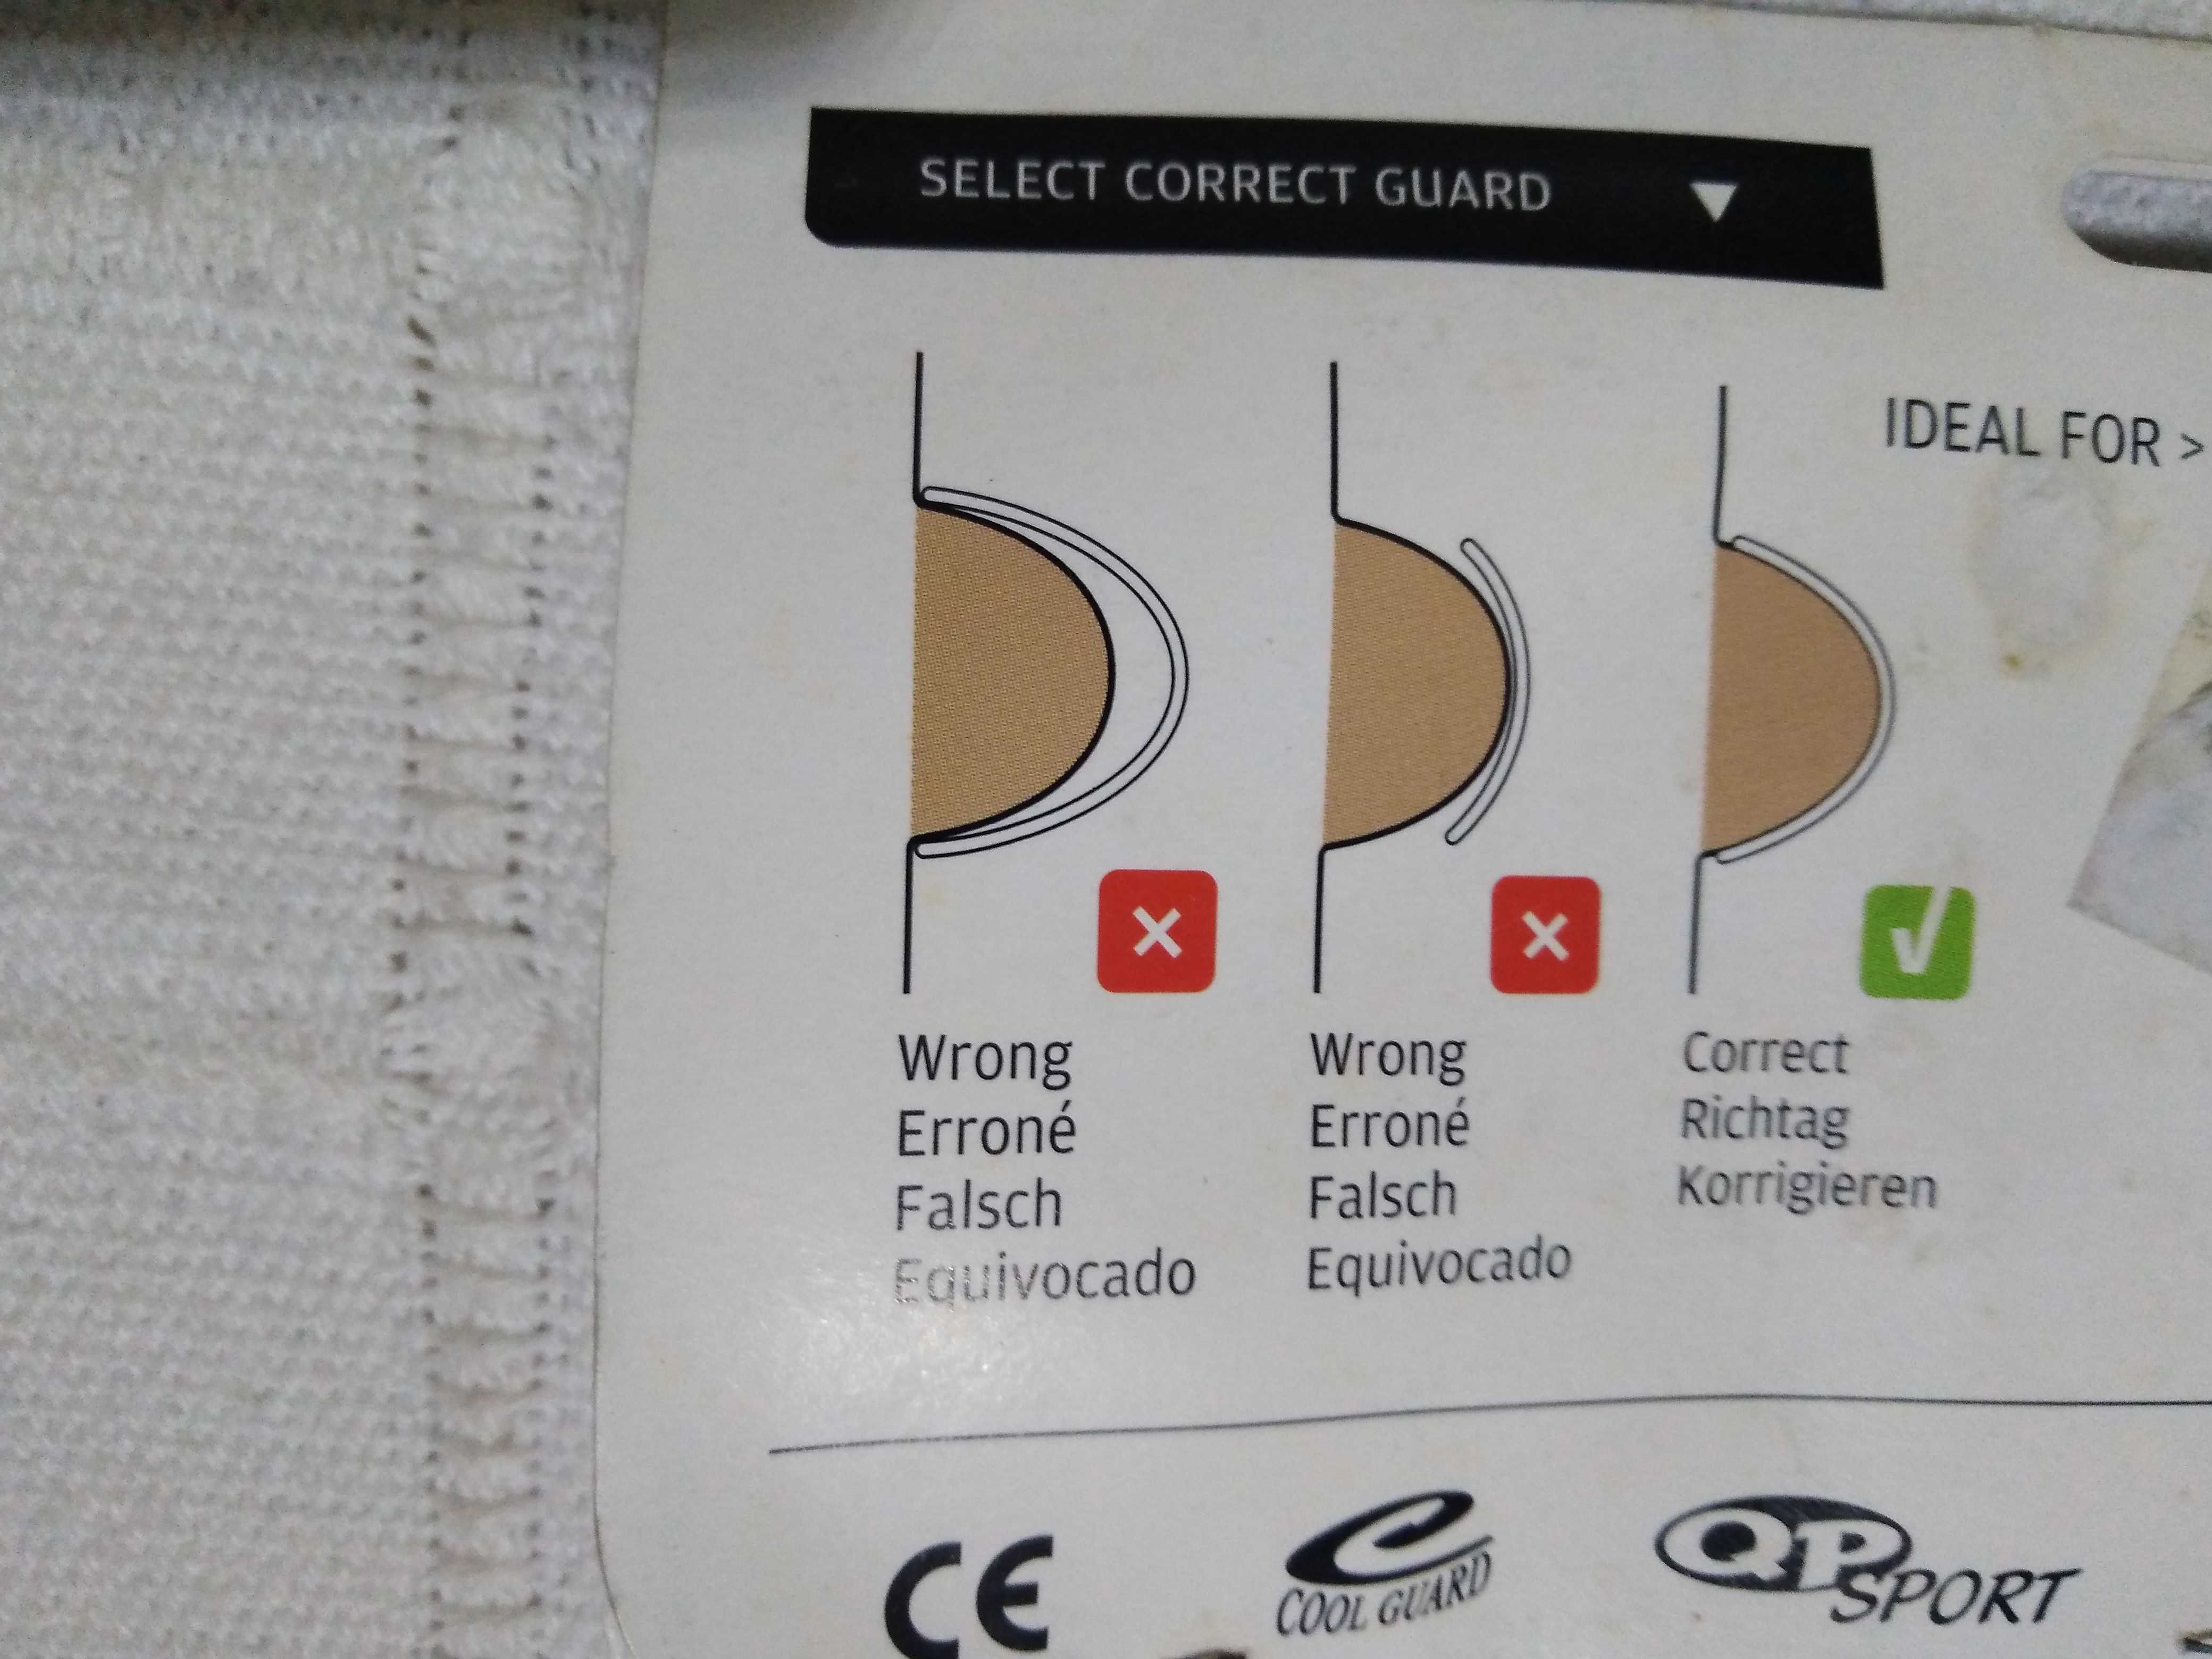 SELECT CORRECT GUARD
IDEAL FOR >
Wrong
Erroné
Falsch
Equivocado
Wrong
Erroné
Falsch
Equivocado
Correct
Richtag
Korrigieren
CE
COOL GUARD
QP SPORT